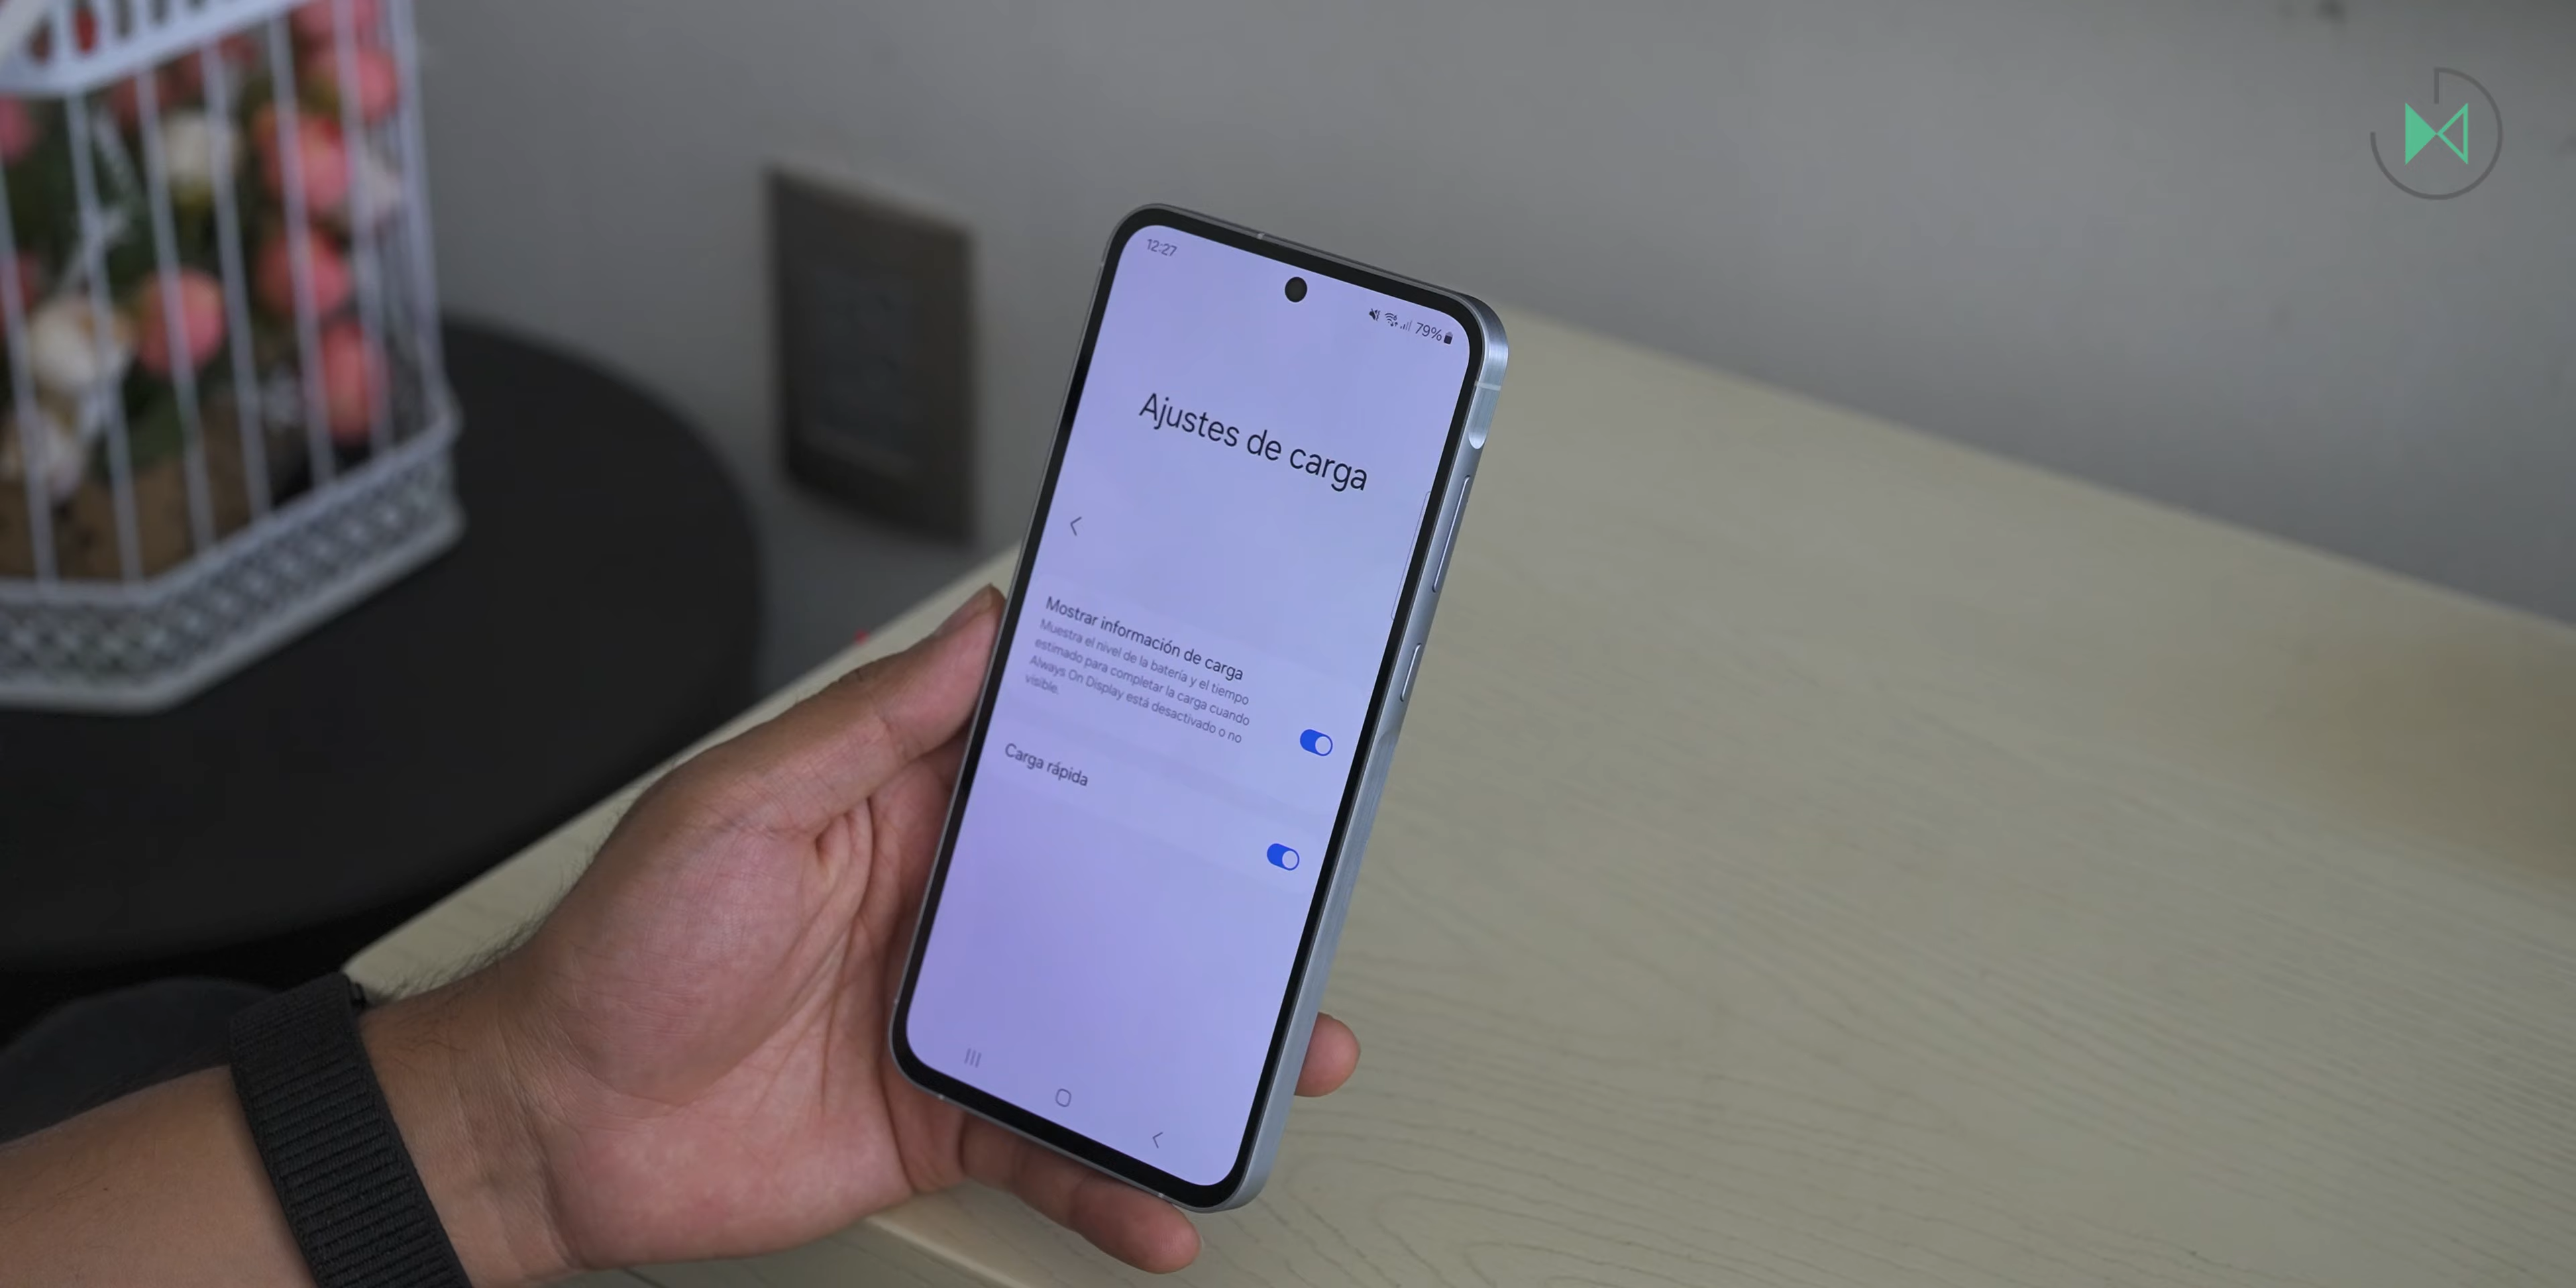 12:27
79%
Ajustes de carga
Mostrar información de carga
Muestra el nivel de la batería y el tiempo
estimado para completar la carga cuando
Always On Display está desactivado o no
visible.
Carga rápida